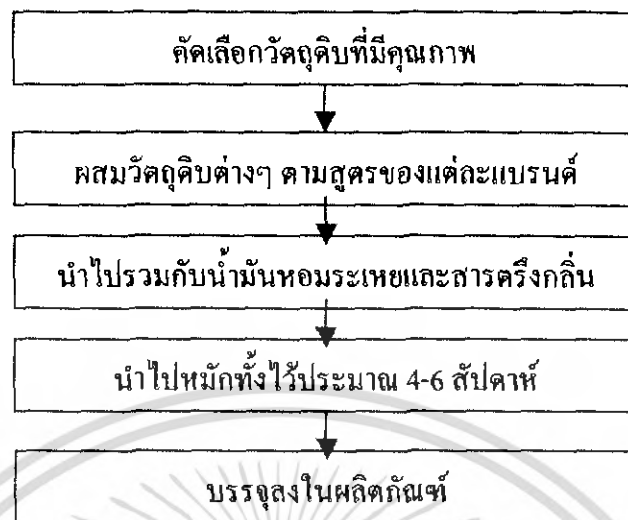 คัดเลือกวัตถุดิบที่มีคุณภาพ
ผสมวัตถุดิบต่างๆ ตามสูตรของแต่ละแบรนด์
นำไปรวมกับน้ำมันหอมระเหยและสารตรึงกลิ่น
นำไปหมักทั้งไว้ประมาณ 4-6 สัปดาห์
บรรจุลงในผลิตภัณฑ์